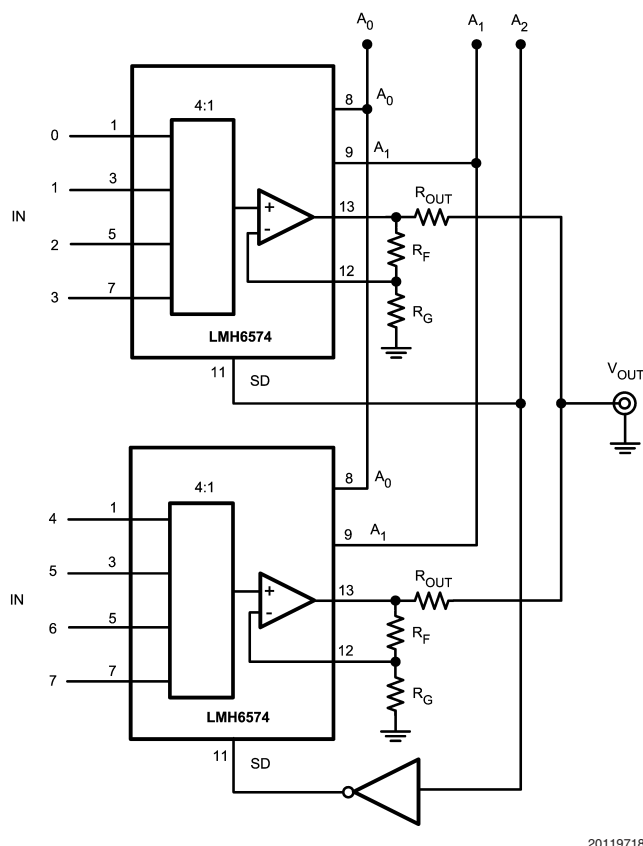 A0 A1 A2
4:1
8 A0
0 1
9 A1
1 3
13 ROUT
IN
+
5
2
-
RF
12
3 7
RG
LMH6574
VOUT
11 SD
4:1
8 A0
4 1
9 A1
5 3
13 ROUT
IN
+
5
6
-
RF
12
7 7
RG
LMH6574
11 SD
20119718